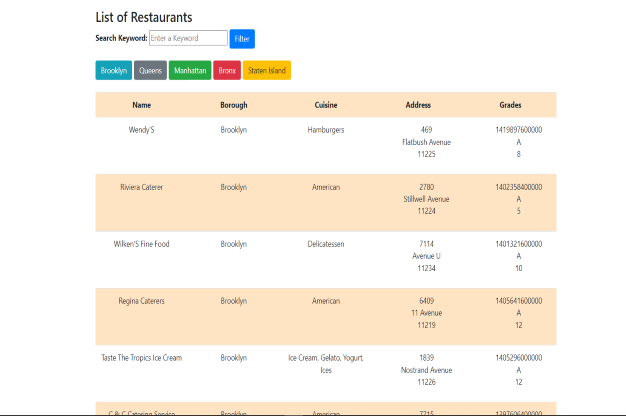 List of Restaurants
Search Keyword: Enter a Keyword Filter
Brooklyn Queens Manhattan Bronx Staten Island
Name Borough Cuisine Address Grades
Wendy'S Brooklyn Hamburgers 469 1419897600000
Flatbush Avenue A
11225 8
Riviera Caterer Brooklyn American 2780 1402358400000
Stillwell Avenue A
11224 5
Wilken'S Fine Food Brooklyn Delicatessen 7114 1401321600000
Avenue U A
11234 10
Regina Caterers Brooklyn American 6409 1405641600000
11 Avenue A
11219 12
Taste The Tropics Ice Cream Brooklyn Ice Cream, Gelato, Yogurt, 1839 1405296000000
Ices Nostrand Avenue A
11226 12
C & C Catering Service Brooklyn American 7715 1397606400000